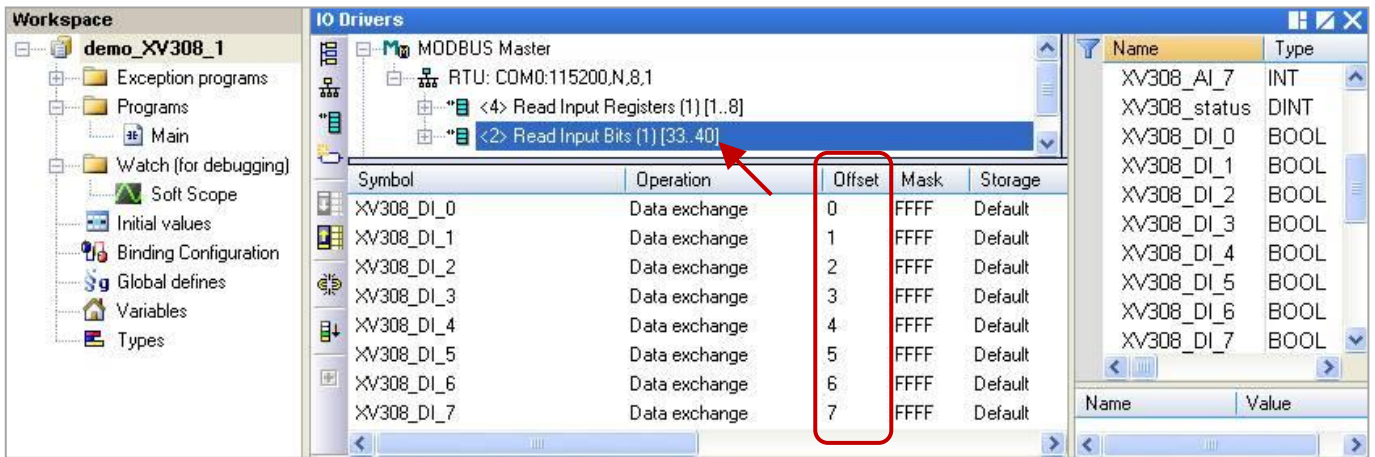 Workspace
demo_XV308_1
Exception programs
Programs
Main
Watch (for debugging)
Soft Scope
Initial values
Binding Configuration
Global defines
Variables
Types
IO Drivers
MODBUS Master
RTU: COM0:115200,N,8,1
<4> Read Input Registers (1) [1..8]
<2> Read Input Bits (1) [33..40]
Symbol Operation Offset Mask Storage
XV308_DI_0 Data exchange 0 FFFF Default
XV308_DI_1 Data exchange 1 FFFF Default
XV308_DI_2 Data exchange 2 FFFF Default
XV308_DI_3 Data exchange 3 FFFF Default
XV308_DI_4 Data exchange 4 FFFF Default
XV308_DI_5 Data exchange 5 FFFF Default
XV308_DI_6 Data exchange 6 FFFF Default
XV308_DI_7 Data exchange 7 FFFF Default
Name Type
XV308_AI_7 INT
XV308_status DINT
XV308_DI_0 BOOL
XV308_DI_1 BOOL
XV308_DI_2 BOOL
XV308_DI_3 BOOL
XV308_DI_4 BOOL
XV308_DI_5 BOOL
XV308_DI_6 BOOL
XV308_DI_7 BOOL
Name Value